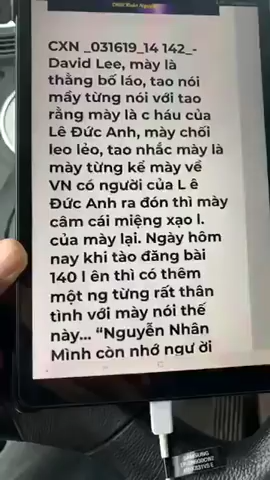 CXN _031619_14 142_-
David Lee, mày là
thằng bố láo, tao nói
mấy từng nói với tao
rằng mày là c háu của
Lê Đức Anh, mày chối
leo lẻo, tao nhắc mày là
mày từng kể mày về
VN có người của L ê
Đức Anh ra đón thì mày
câm cái miệng xạo l.
của mày lại. Ngày hôm
nay khi tào đăng bài
140 l ên thì có thêm
một ng từng rất thân
tình với mày nói thế
này... “Nguyễn Nhân
Minh còn nhớ ngư ời
SAMSUNG